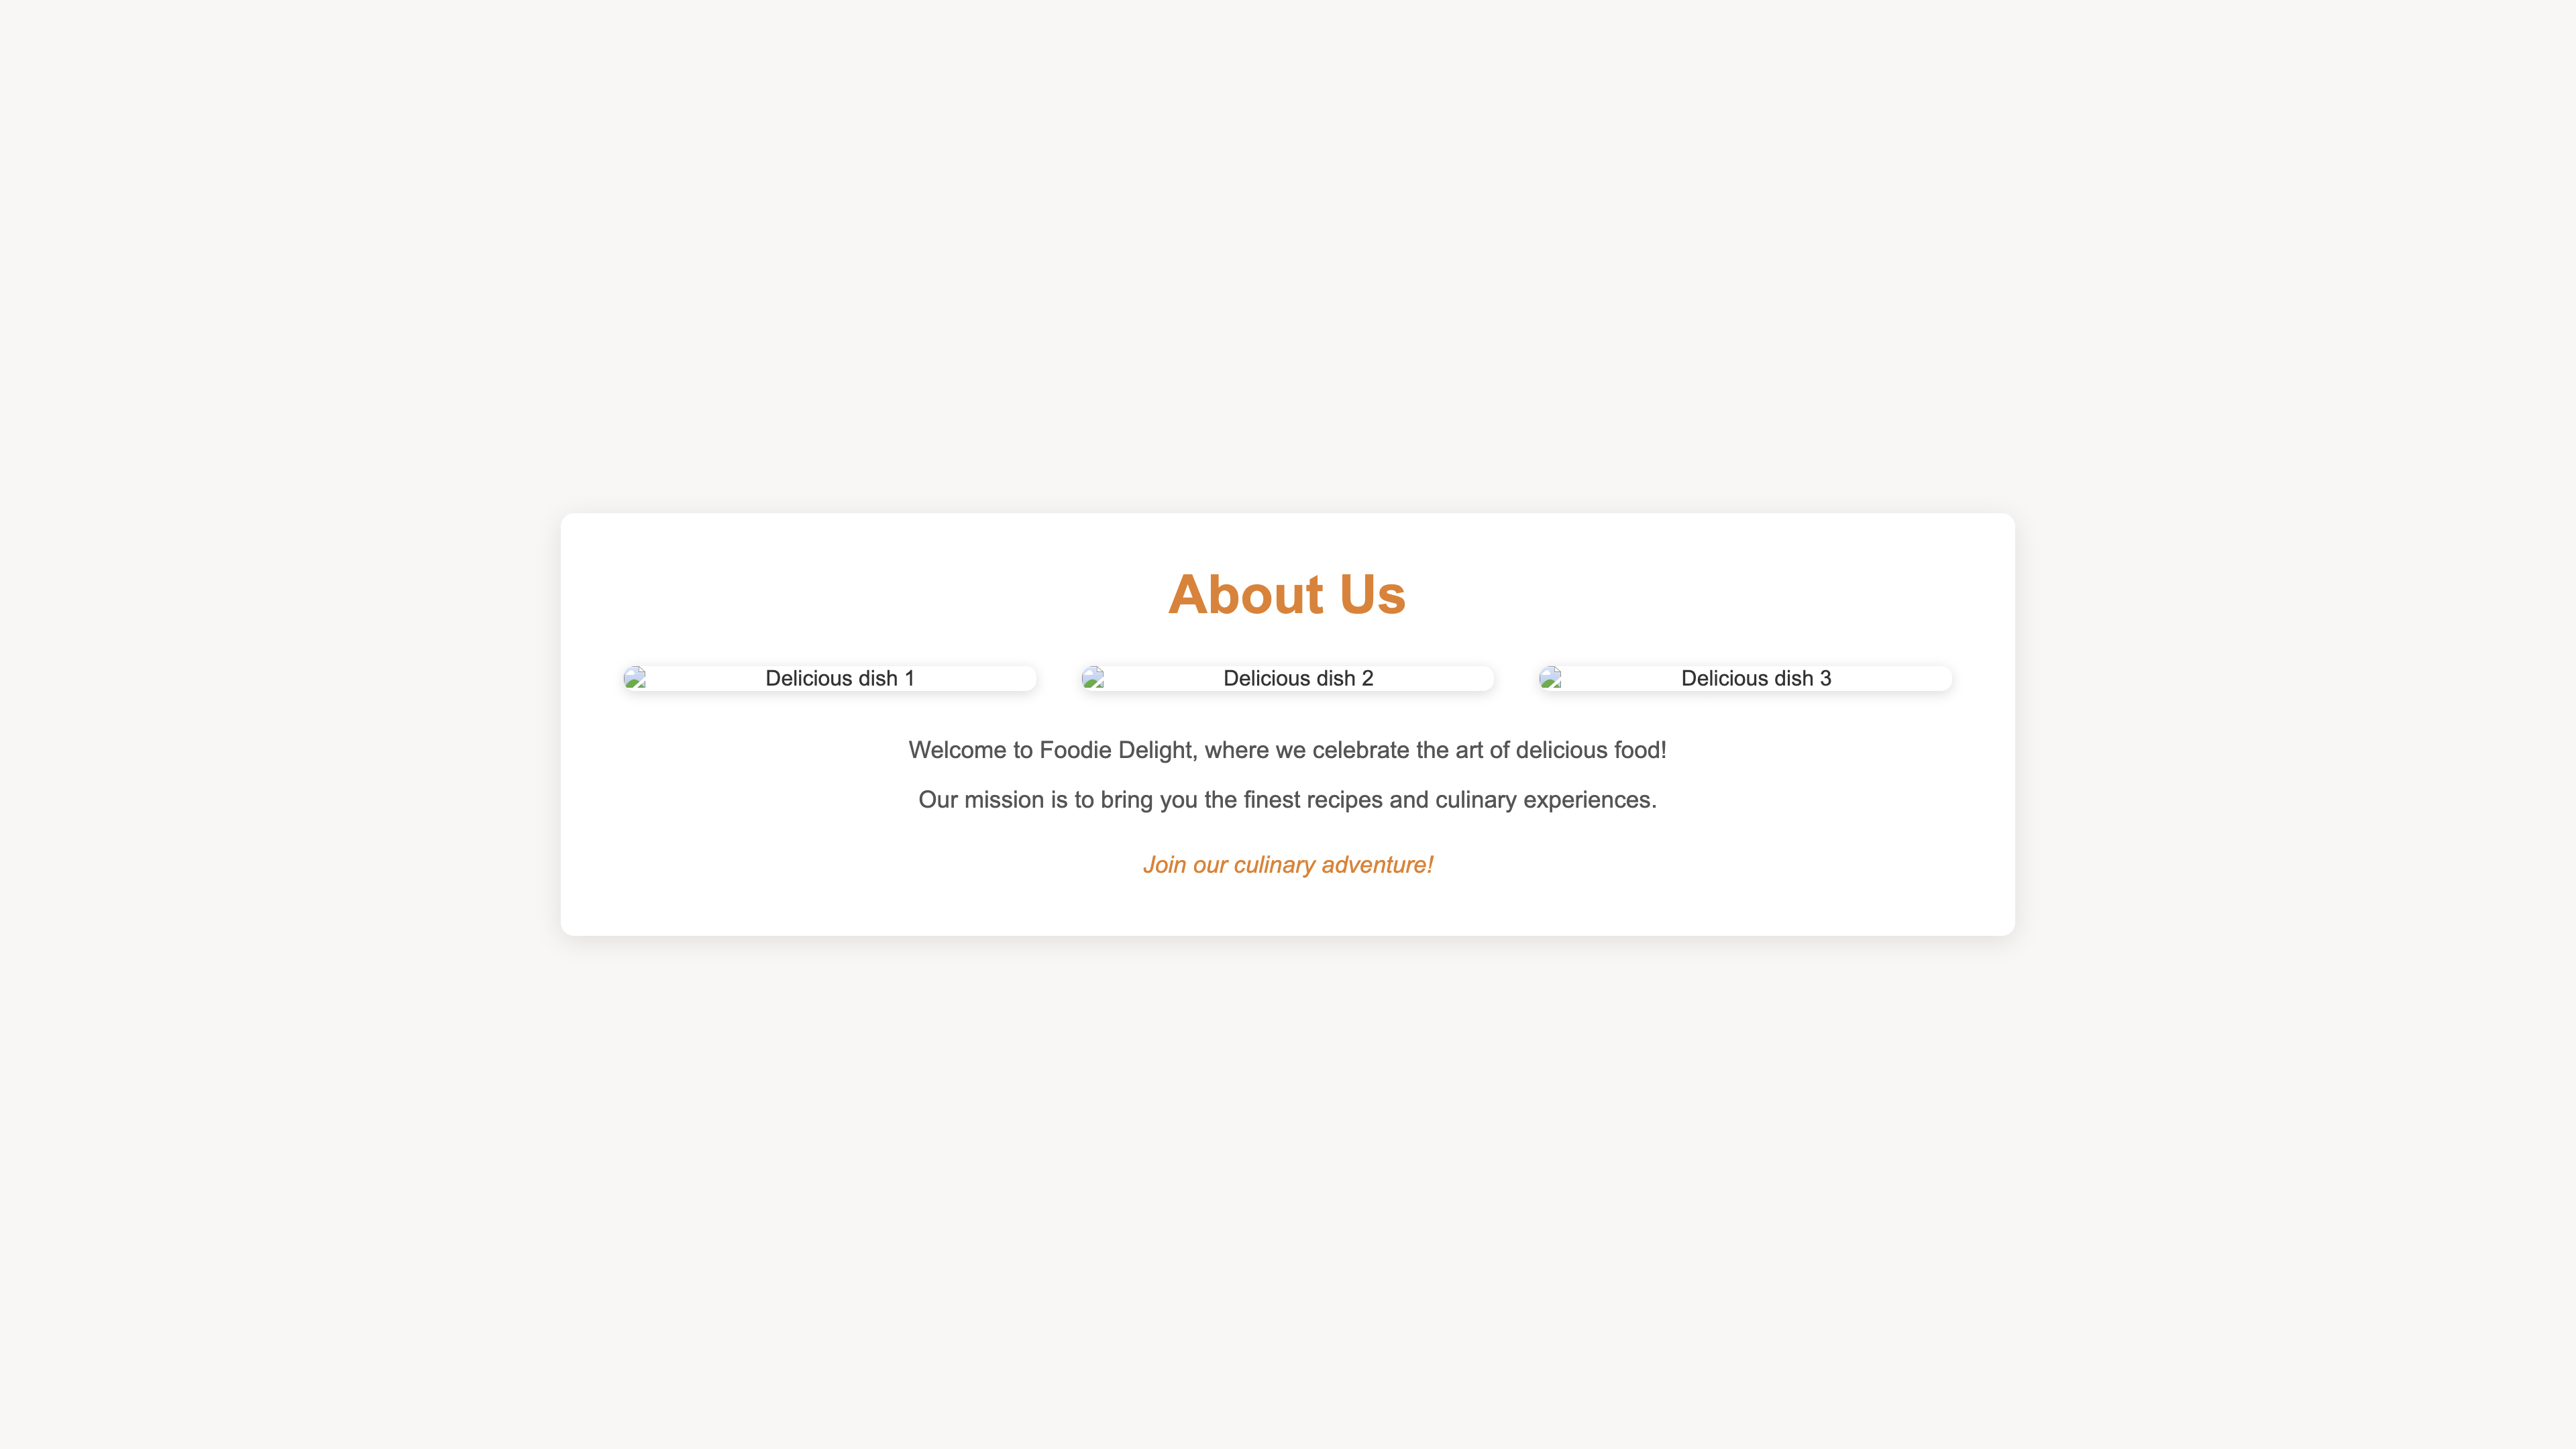 About Us
Delicious dish 1
Delicious dish 2
Delicious dish 3
Welcome to Foodie Delight, where we celebrate the art of delicious food!
Our mission is to bring you the finest recipes and culinary experiences.
Join our culinary adventure!